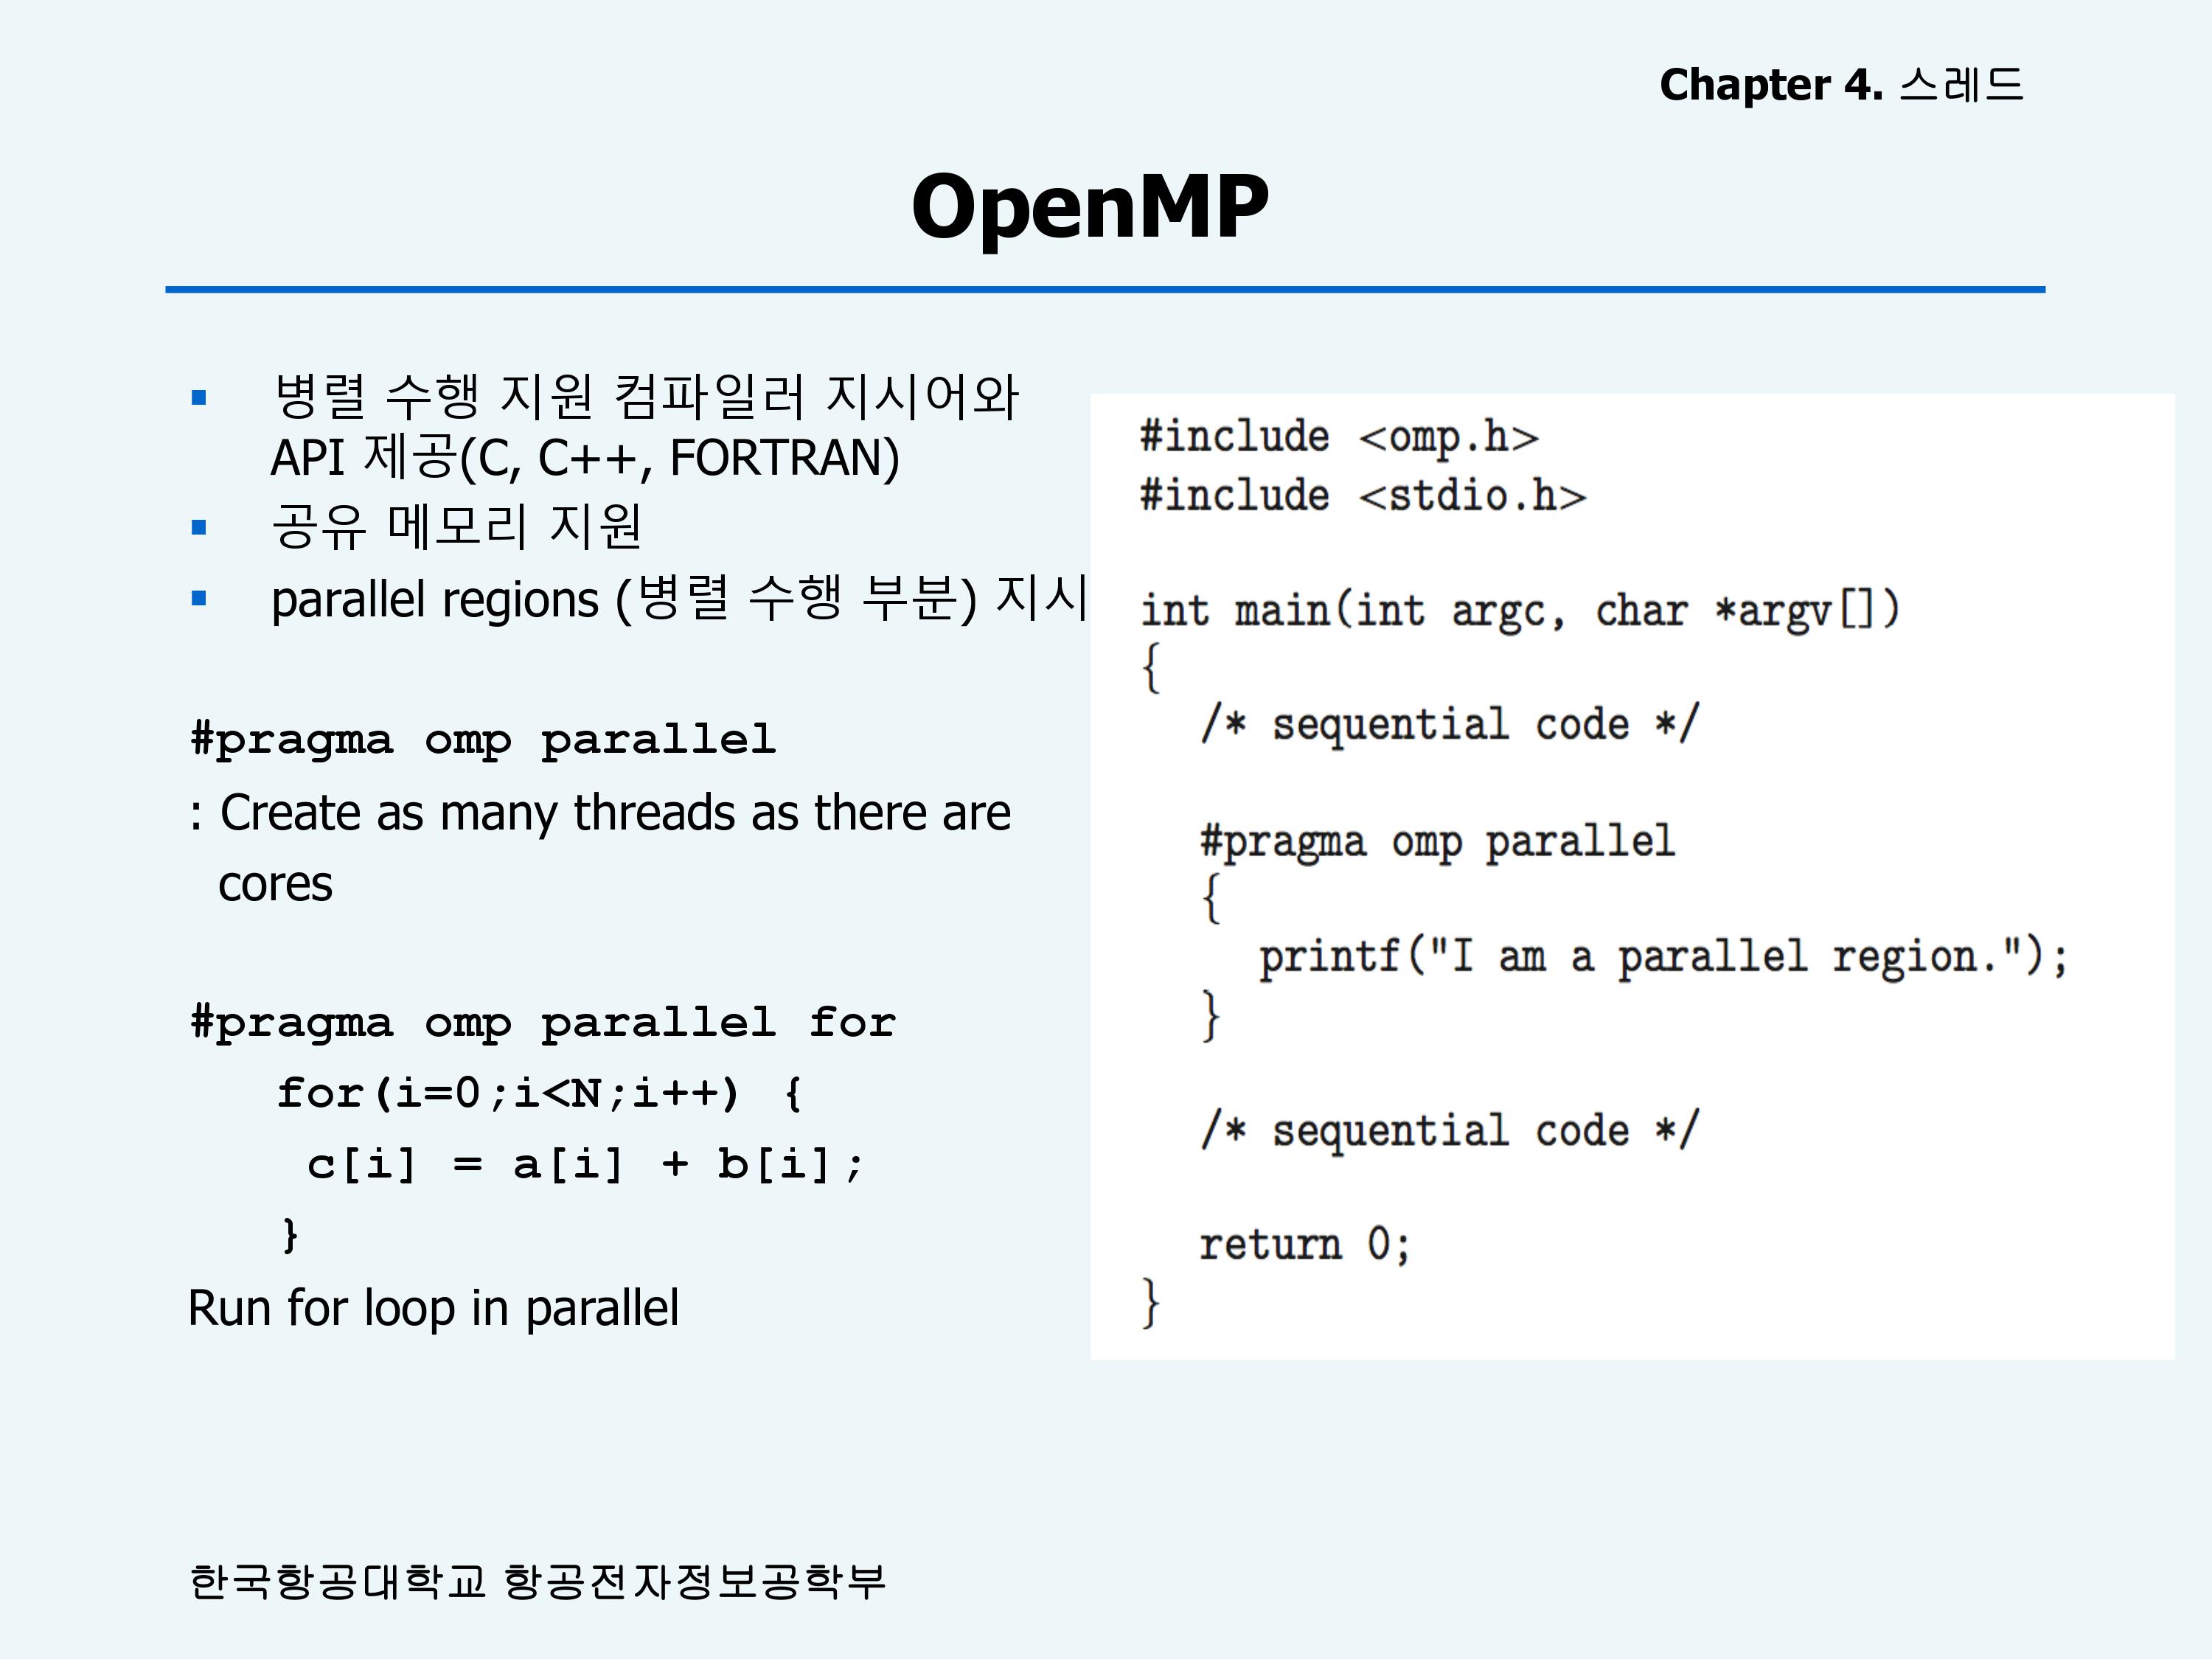 Chapter 4. 스레드
OpenMP
▪ 병렬 수행 지원 컴파일러 지시어와
API 제공(C, C++, FORTRAN)
▪ 공유 메모리 지원
▪ parallel regions (병렬 수행 부분) 지시
#pragma omp parallel
: Create as many threads as there are
cores
#pragma omp parallel for
for(i=0;i<N;i++) {
c[i] = a[i] + b[i];
}
Run for loop in parallel
#include <omp.h>
#include <stdio.h>
int main(int argc, char *argv[])
{
/* sequential code */
#pragma omp parallel
{
printf("I am a parallel region.");
}
/* sequential code */
return 0;
}
한국항공대학교 항공전자정보공학부